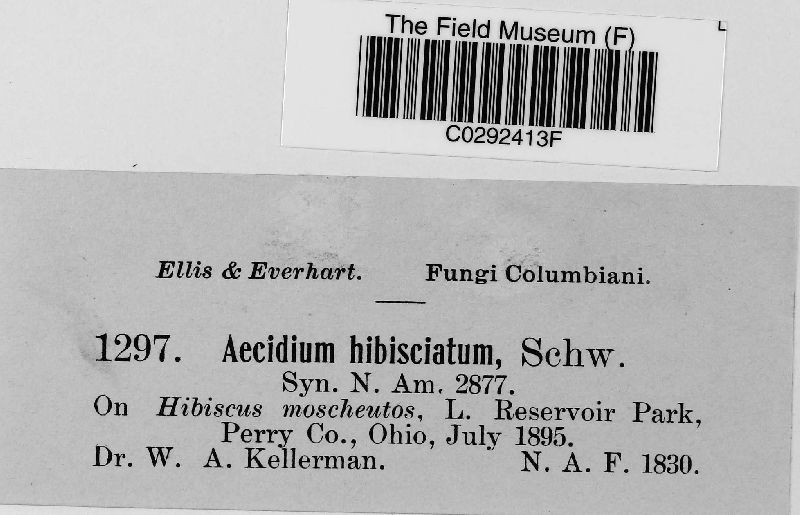 The Field Museum (F)
C0292413F
Ellis & Everhart. Fungi Columbiani.
1297. Aecidium hibisciatum, Schw.
Syn. N. Am. 2877.
On Hibiscus moscheutos, L. Reservoir Park,
Perry Co., Ohio, July 1895.
Dr. W. A. Kellerman. N. A. F. 1830.